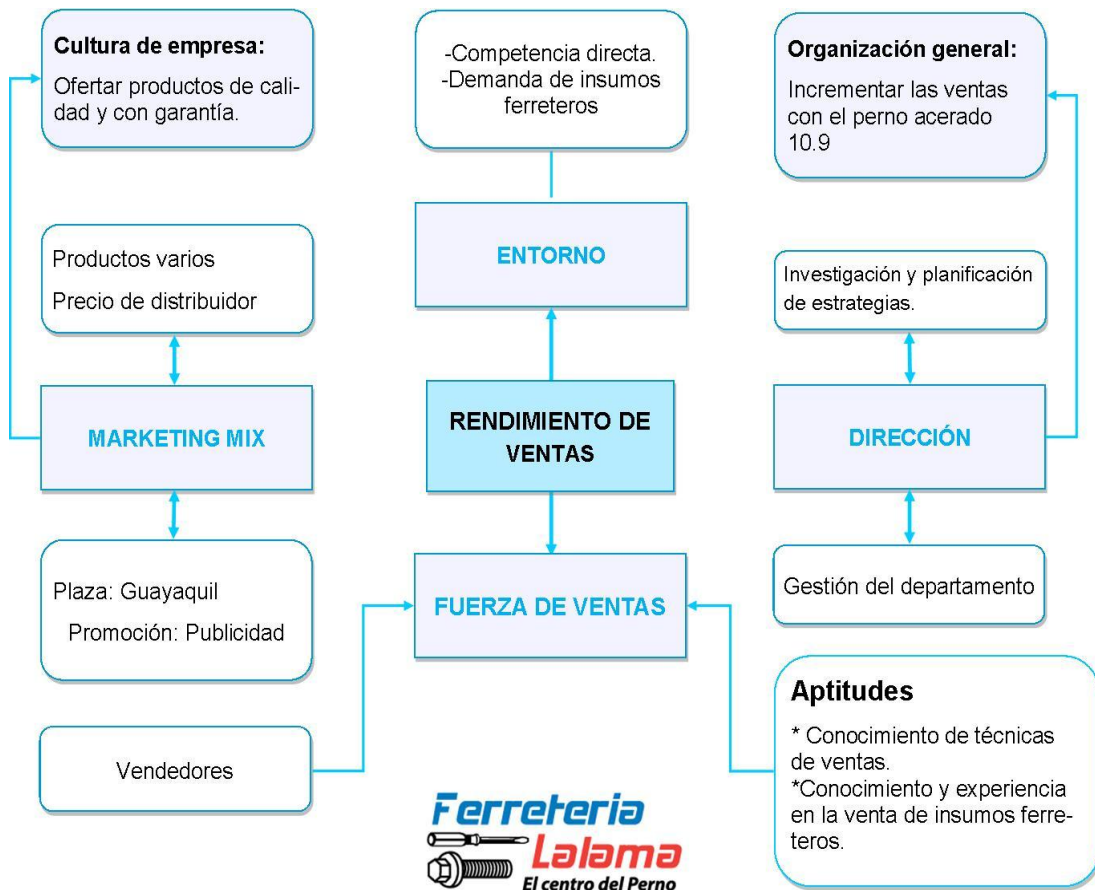 Cultura de empresa:
Ofertar productos de cali-
dad y con garantía.
-Competencia directa.
-Demanda de insumos
ferreteros
Organización general:
Incrementar las ventas
con el perno acerado
10.9
Productos varios
Precio de distribuidor
ENTORNO
Investigación y planificación
de estrategias.
MARKETING MIX
RENDIMIENTO DE
VENTAS
DIRECCIÓN
Plaza: Guayaquil
Promoción: Publicidad
FUERZA DE VENTAS
Gestión del departamento
Vendedores
Aptitudes
* Conocimiento de técnicas
de ventas.
*Conocimiento y experiencia
en la venta de insumos ferre-
teros.
Ferreteria
Lalama
El centro del Perno